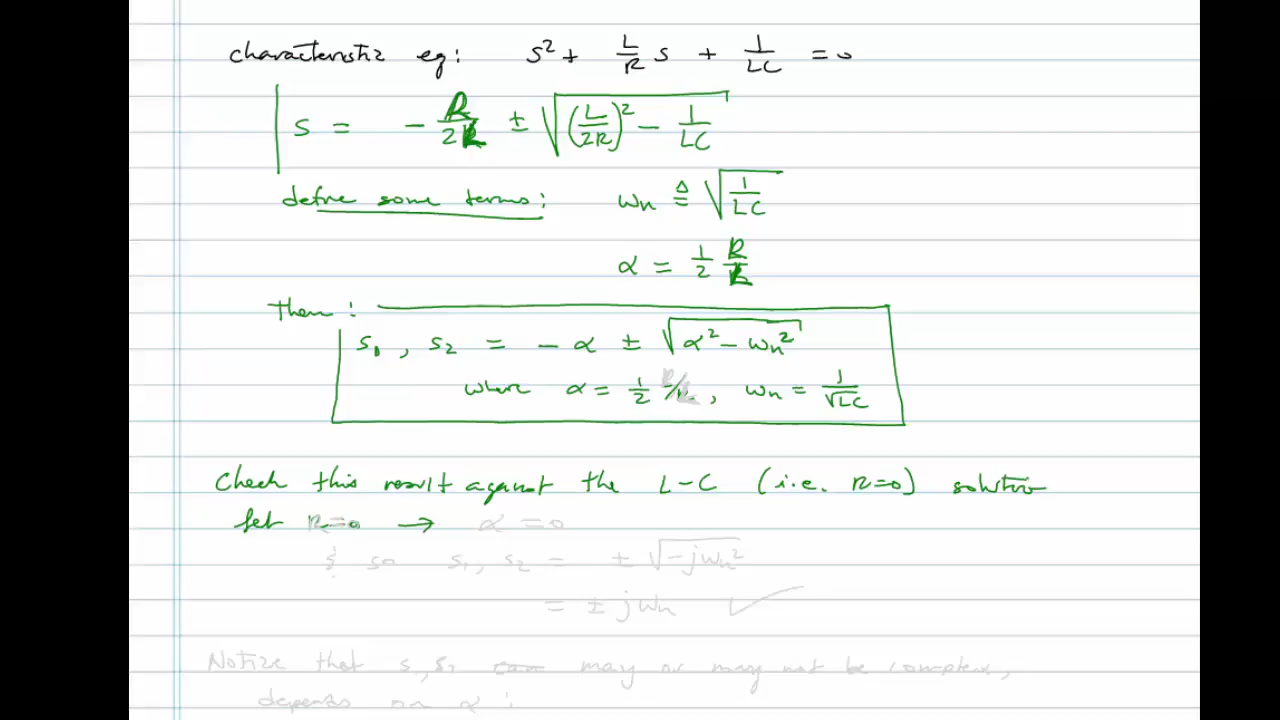 characteristic eq: s² + L/R s + 1/LC = 0
s = - R/2L ± √((L/2R)² - 1/LC)
define some terms: ωn ≜ √(1/LC)
α = 1/2 R/L
then:
s1, s2 = - α ± √(α² - ωn²)
where α = 1/2 R/L, ωn = 1/√LC
Check this result against the L-C (i.e. R=0) solution
let R=0 → α=0
& so s1, s2 = ± √-jωn²
= ± jωn ✓
Notice that s1, s2 may or may not be complex,
depends on α :